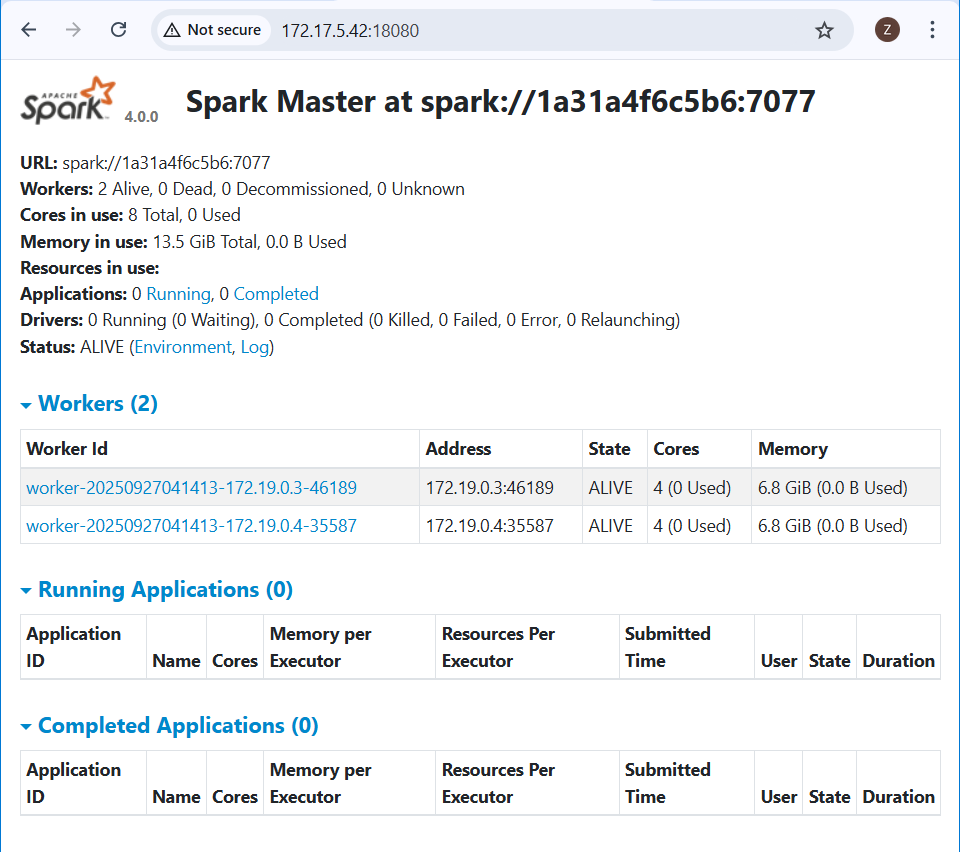 Not secure 172.17.5.42:18080 Z
APACHE
Spark 4.0.0 Spark Master at spark://1a31a4f6c5b6:7077
URL: spark://1a31a4f6c5b6:7077
Workers: 2 Alive, 0 Dead, 0 Decommissioned, 0 Unknown
Cores in use: 8 Total, 0 Used
Memory in use: 13.5 GiB Total, 0.0 B Used
Resources in use:
Applications: 0 Running, 0 Completed
Drivers: 0 Running (0 Waiting), 0 Completed (0 Killed, 0 Failed, 0 Error, 0 Relaunching)
Status: ALIVE (Environment, Log)
Workers (2)
Worker Id Address State Cores Memory
worker-20250927041413-172.19.0.3-46189 172.19.0.3:46189 ALIVE 4 (0 Used) 6.8 GiB (0.0 B Used)
worker-20250927041413-172.19.0.4-35587 172.19.0.4:35587 ALIVE 4 (0 Used) 6.8 GiB (0.0 B Used)
Running Applications (0)
Application Memory per Resources Per Submitted
ID Name Cores Executor Executor Time User State Duration
Completed Applications (0)
Application Memory per Resources Per Submitted
ID Name Cores Executor Executor Time User State Duration